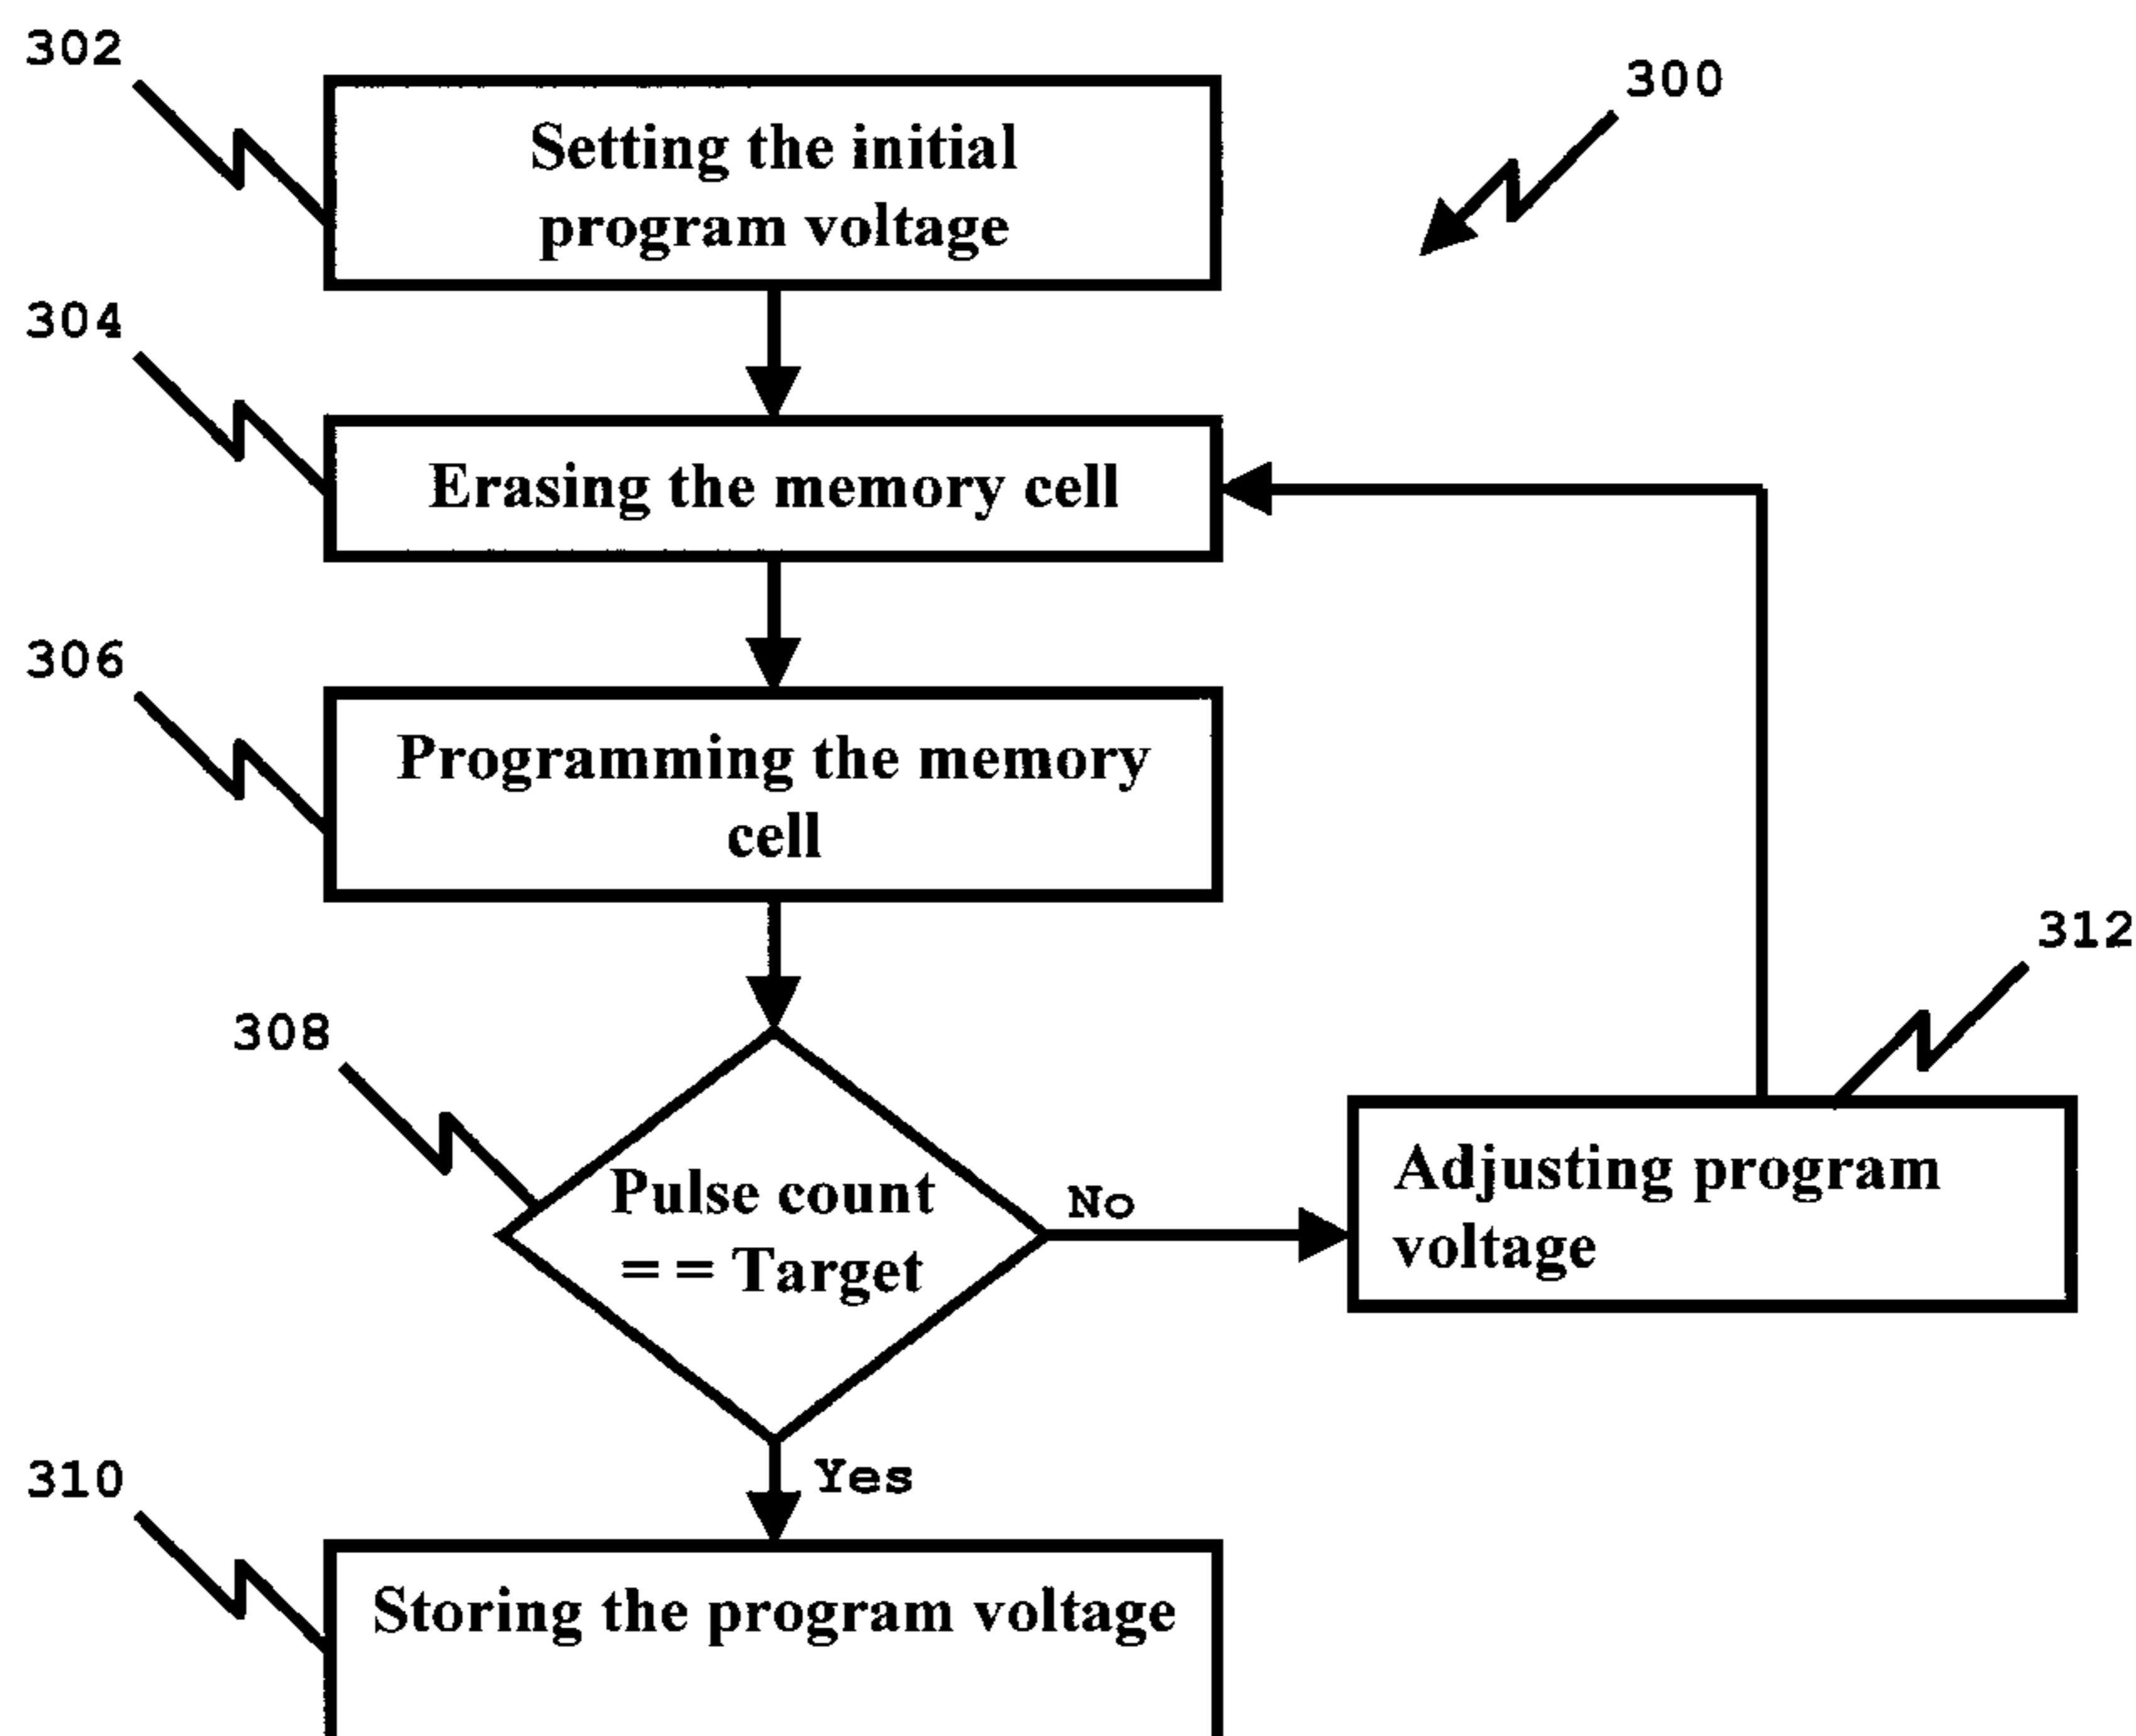 302
300
Setting the initial
program voltage
304
Erasing the memory cell
306
Programming the memory
cell
312
308
Pulse count
== Target
No
Adjusting program
voltage
Yes
310
Storing the program voltage